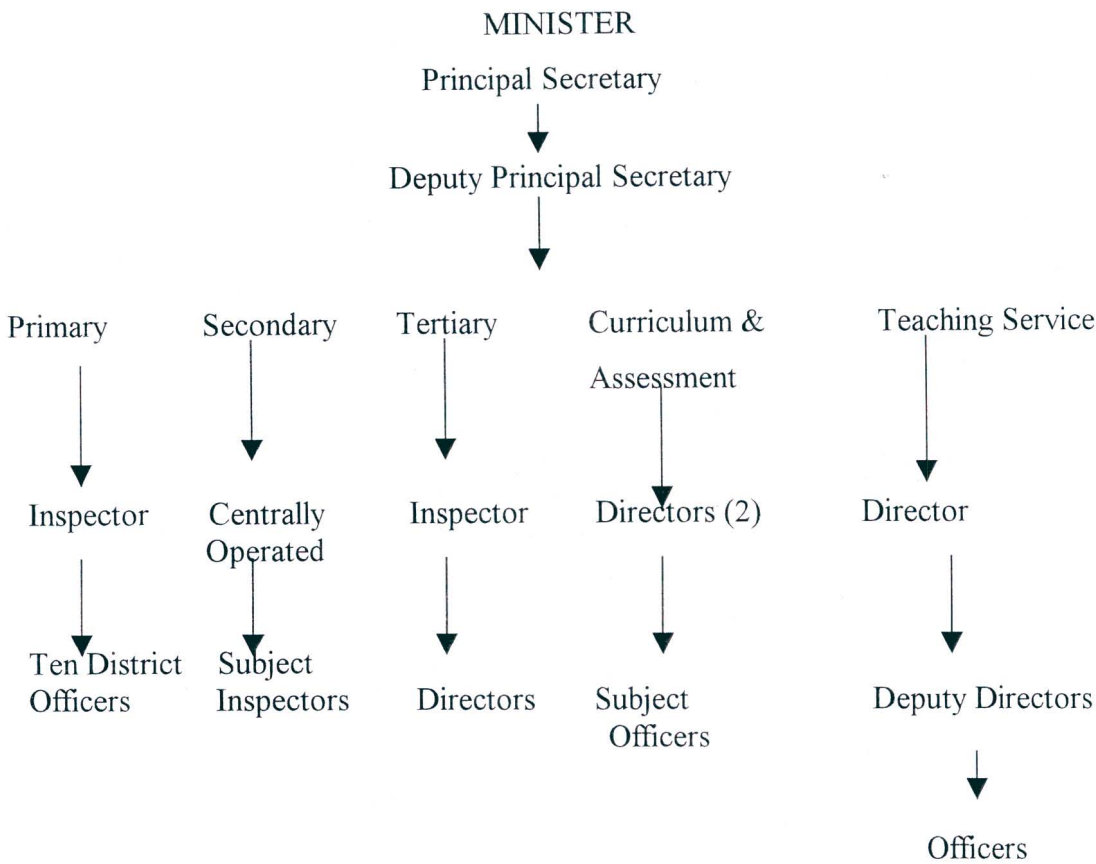 MINISTER
Principal Secretary
Deputy Principal Secretary
Primary
Secondary
Tertiary
Curriculum &
Assessment
Teaching Service
Inspector
Centrally
Operated
Inspector
Directors (2)
Director
Ten District
Officers
Subject
Inspectors
Directors
Subject
Officers
Deputy Directors
Officers